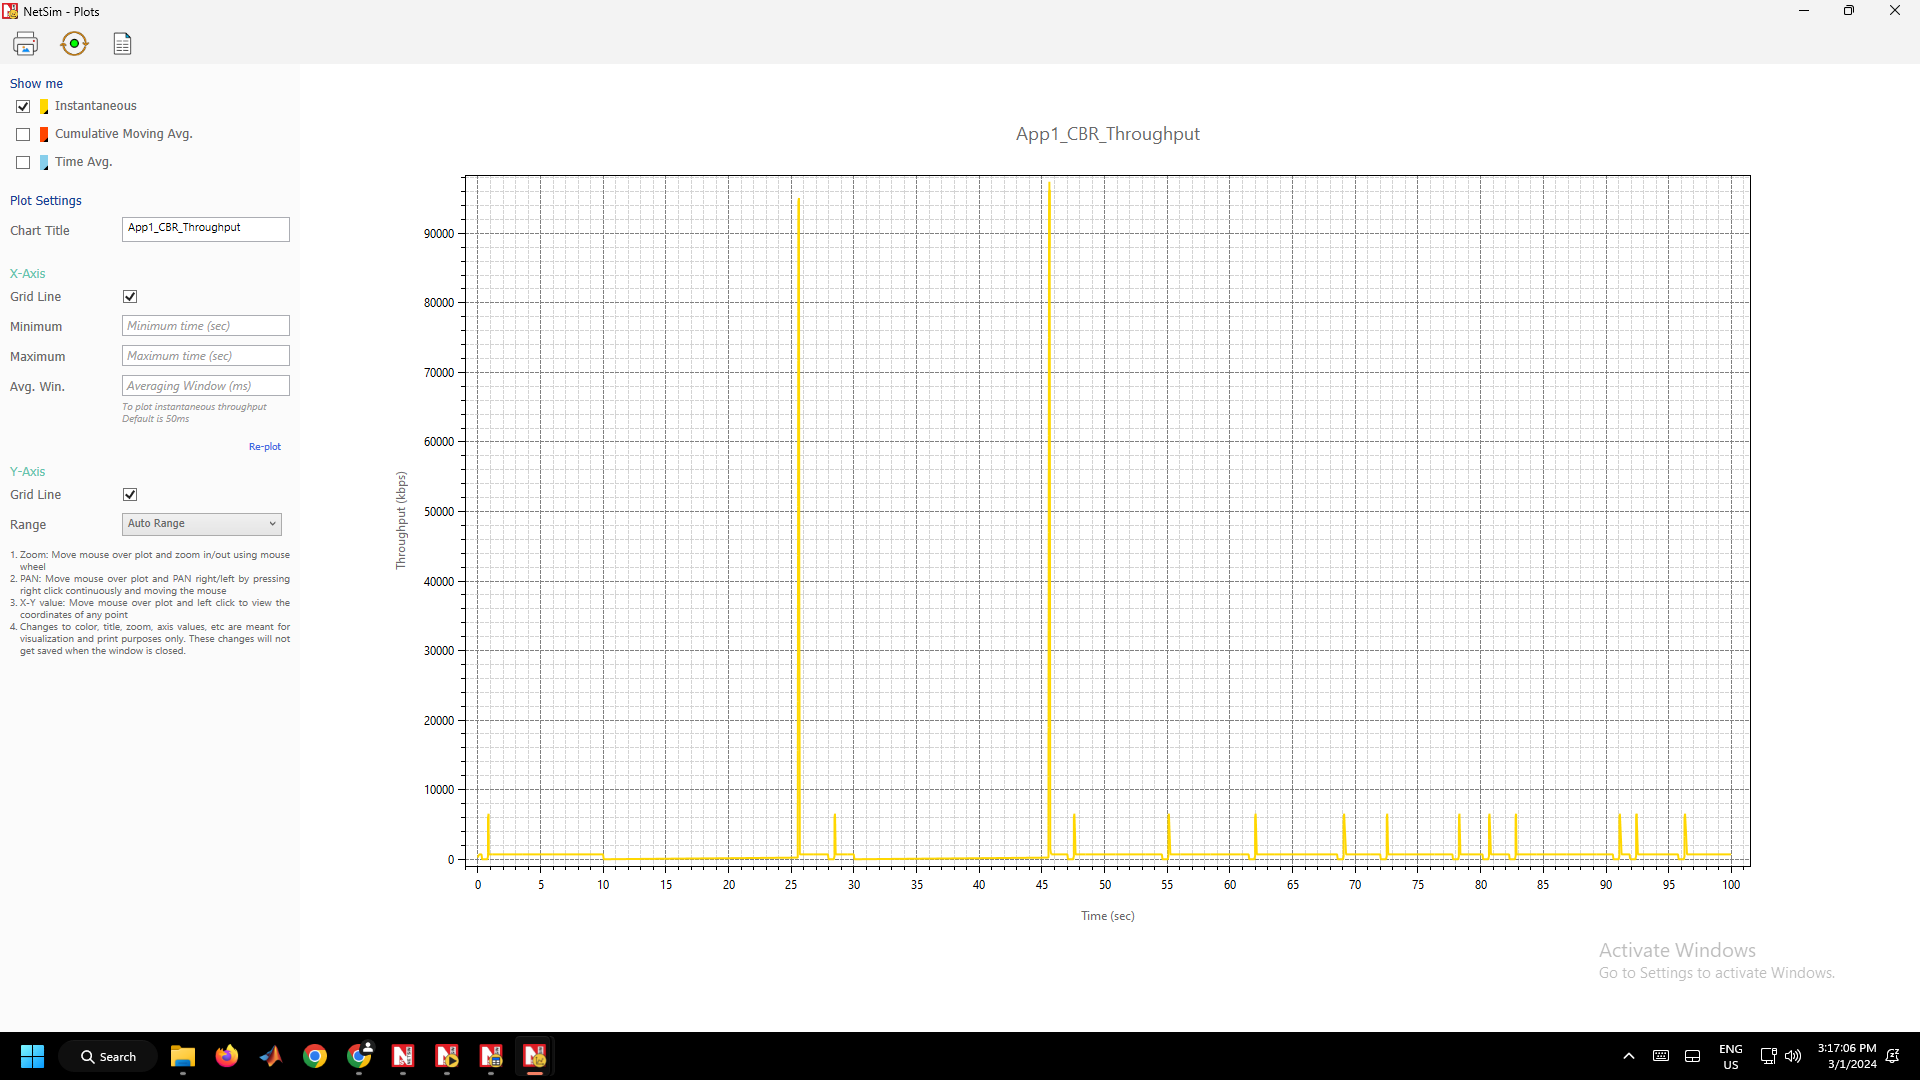 NetSim - Plots
Show me
Instantaneous
Cumulative Moving Avg.
Time Avg.
Plot Settings
Chart Title
App1_CBR_Throughput
X-Axis
Grid Line
Minimum
Minimum time (sec)
Maximum
Maximum time (sec)
Avg. Win.
Averaging Window (ms)
To plot instantaneous throughput
Default is 50ms
Re-plot
Y-Axis
Grid Line
Range
Auto Range
1. Zoom: Move mouse over plot and zoom in/out using mouse
wheel
2. PAN: Move mouse over plot and PAN right/left by pressing
right click continuously and moving the mouse
3. X-Y value: Move mouse over plot and left click to view the
coordinates of any point
4. Changes to color, title, zoom, axis values, etc are meant for
visualization and print purposes only. These changes will not
get saved when the window is closed.
App1_CBR_Throughput
Throughput (kbps)
90000
80000
70000
60000
50000
40000
30000
20000
10000
0
0 5 10 15 20 25 30 35 40 45 50 55 60 65 70 75 80 85 90 95 100
Time (sec)
Activate Windows
Go to Settings to activate Windows.
Search
ENG
US
3:17:06 PM
3/1/2024